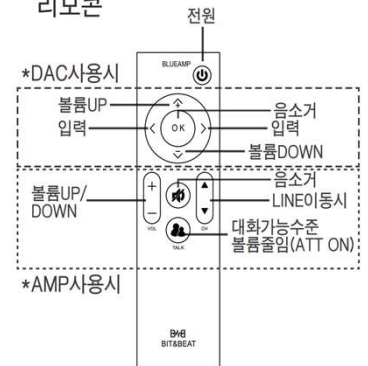 리모콘
전원
BLUEAMP
*DAC사용시
볼륨UP
음소거
입력
OK
입력
볼륨DOWN
음소거
볼륨UP/
DOWN
LINE이동시
VOL
CH
대화가능수준
볼륨줄임(ATT ON)
TALK
*AMP사용시
B&B
BIT&BEAT